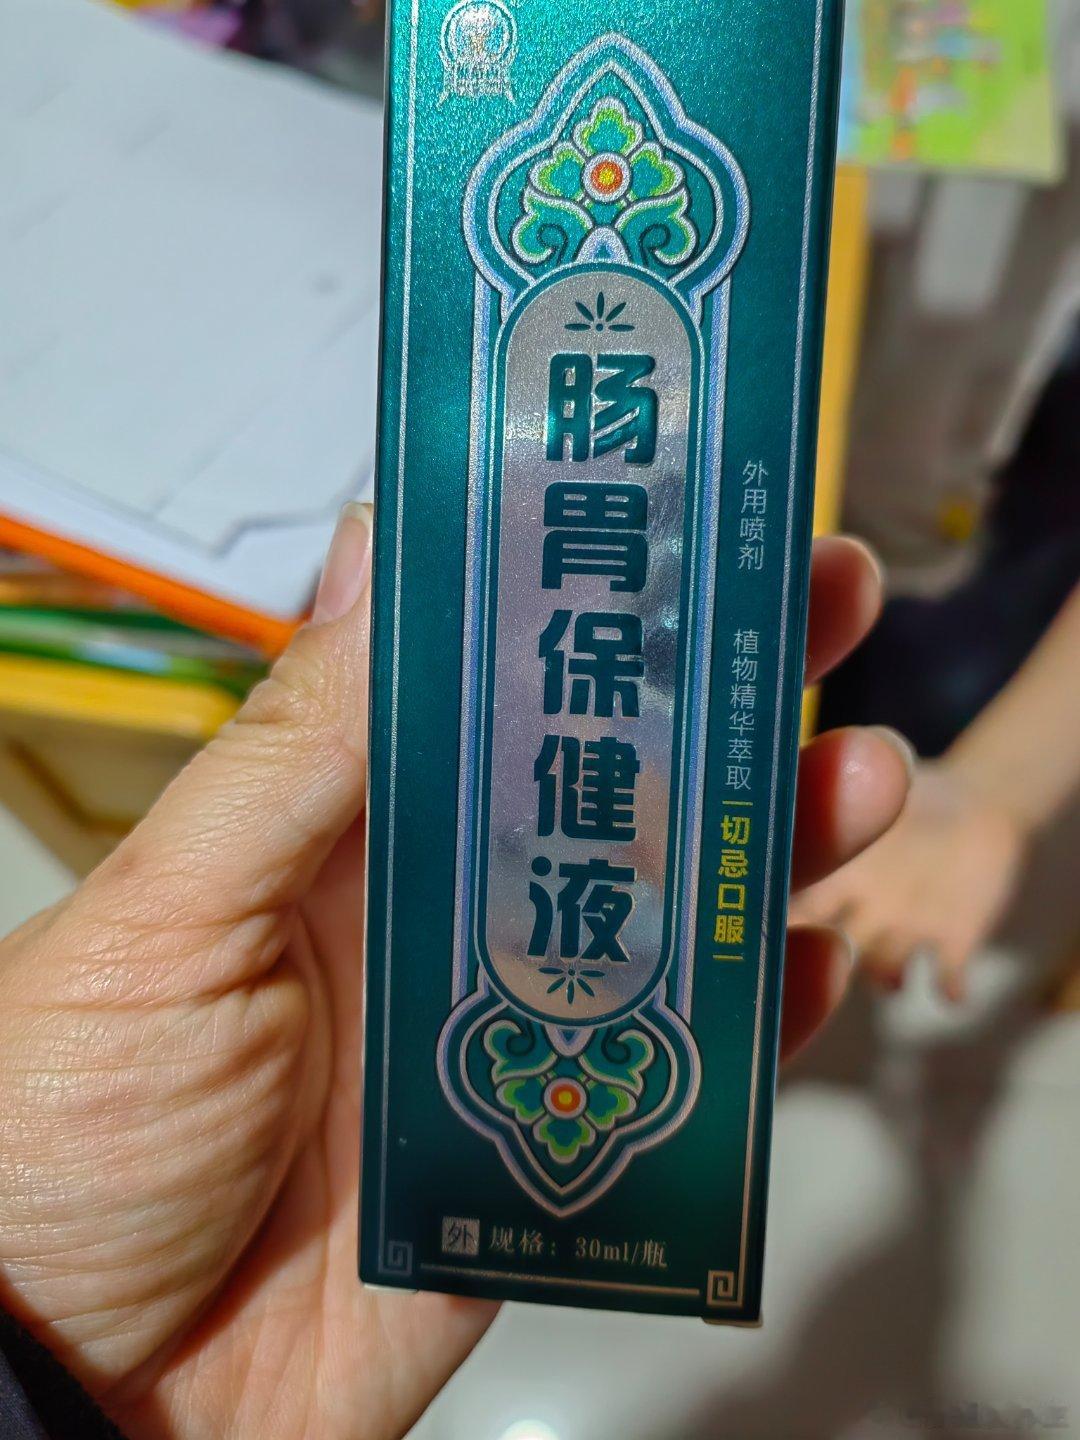 肠胃保健液
外用喷剂 植物精华萃取
切忌口服
外 规格：30ml/瓶